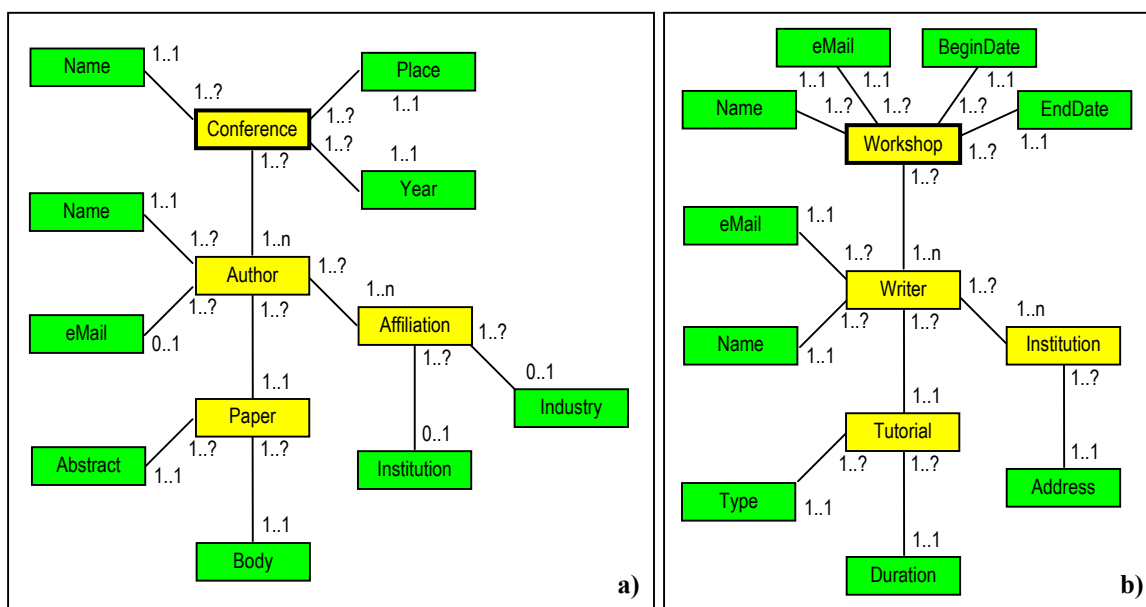 Name
1..1
1..?
Place
1..?
1..1
Conference
1..?
1..?
1..1
Year
Name
1..1
1..?
1..n
Author
1..?
1..?
1..?
eMail
0..1
1..n
Affiliation
1..?
1..?
0..1
Industry
1..1
Paper
1..?
1..?
Abstract
1..1
0..1
Institution
1..1
Body
a)
eMail
BeginDate
1..1
1..1
1..1
Name
1..?
1..?
1..?
EndDate
Workshop
1..?
1..1
1..?
eMail
1..1
1..?
1..n
Writer
1..?
1..?
1..?
Name
1..1
1..n
Institution
1..?
1..1
Tutorial
1..?
1..?
Type
1..1
1..1
Address
1..1
Duration
b)